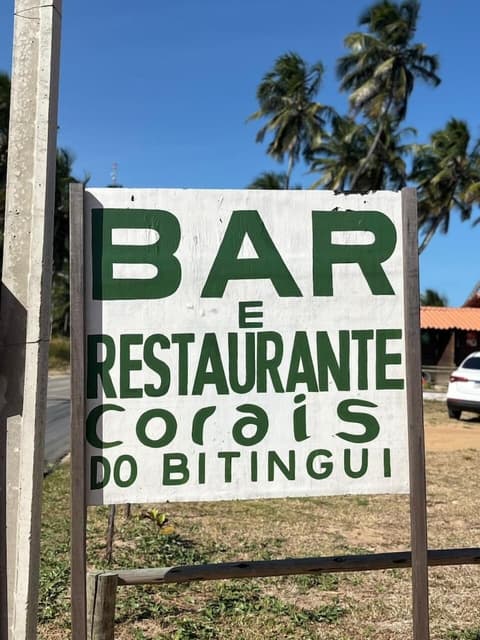 BAR
E
RESTAURANTE
Corais
DO BITINGUI